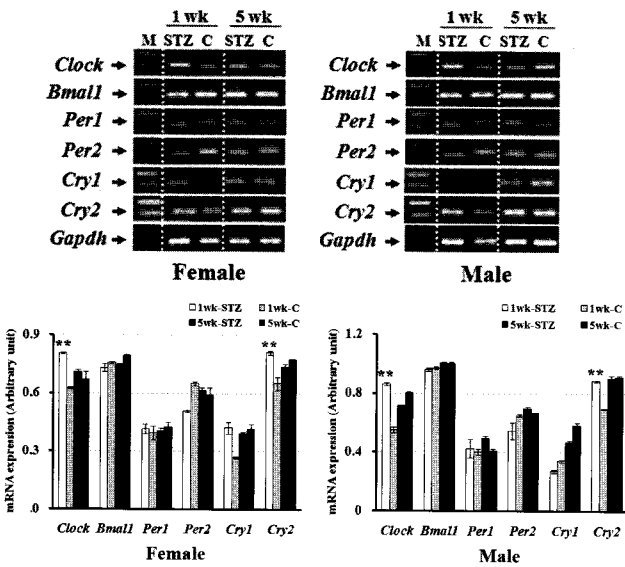 1 wk 5 wk
M STZ C STZ C
Clock
Bmal1
Per1
Per2
Cry1
Cry2
Gapdh
Female
1 wk 5 wk
M STZ C STZ C
Clock
Bmal1
Per1
Per2
Cry1
Cry2
Gapdh
Male
mRNA expression (Arbitrary unit)
1wk-STZ 1wk-C
5wk-STZ 5wk-C
0.9
0.6
0.3
.0
** **
Clock Bmal1 Per1 Per2 Cry1 Cry2
Female
mRNA expression (Arbitrary unit)
1wk-STZ 1wk-C
5wk-STZ 5wk-C
1.2
0.8
0.4
0
** **
Clock Bmal1 Per1 Per2 Cry1 Cry2
Male